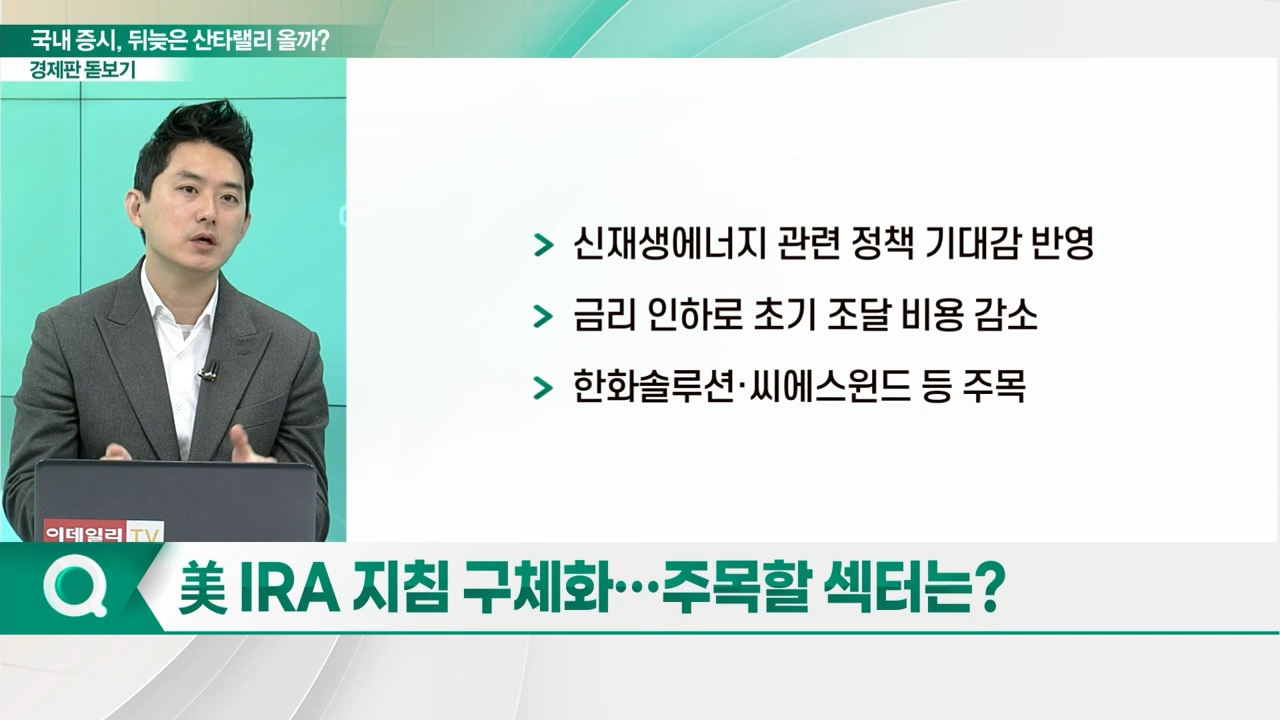 국내 증시, 뒤늦은 산타랠리 올까?
경제판 돋보기
> 신재생에너지 관련 정책 기대감 반영
> 금리 인하로 초기 조달 비용 감소
> 한화솔루션·씨에스윈드 등 주목
이데일리 TV
美 IRA 지침 구체화…주목할 섹터는?